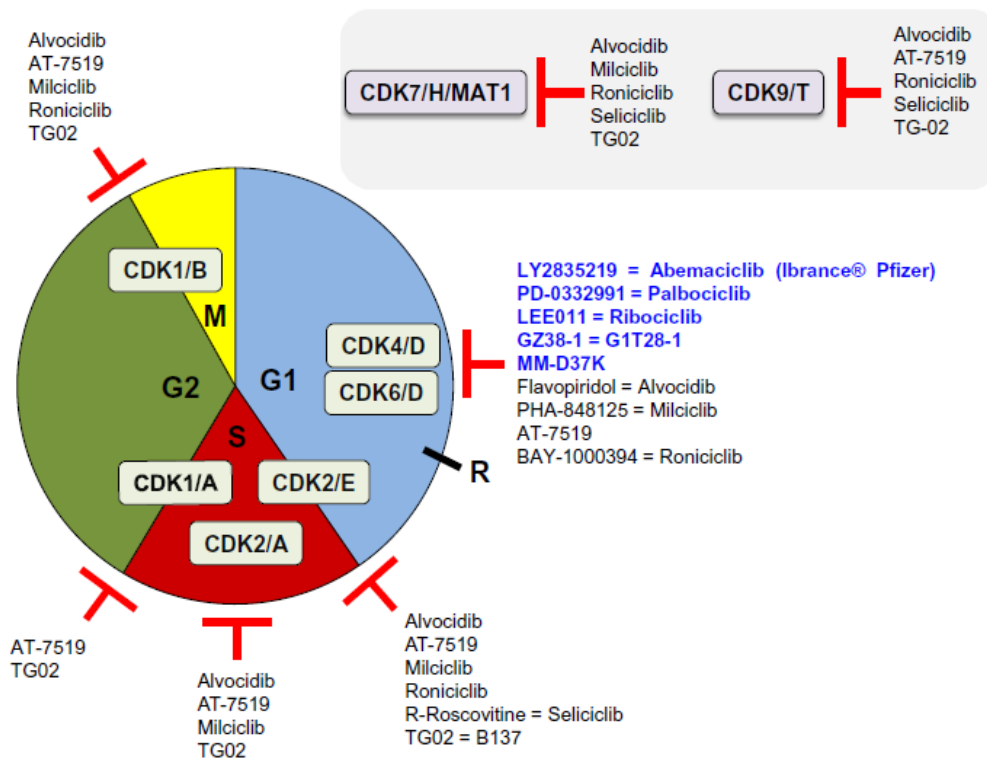 Alvocidib
AT-7519
Milciclib
Roniciclib
TG02
CDK7/H/MAT1
Alvocidib
Milciclib
Roniciclib
Seliciclib
TG02
CDK9/T
Alvocidib
AT-7519
Roniciclib
Seliciclib
TG-02
CDK1/B
M
G2
G1
S
CDK4/D
CDK6/D
R
CDK1/A
CDK2/E
CDK2/A
LY2835219 = Abemaciclib (Ibrance® Pfizer)
PD-0332991 = Palbociclib
LEE011 = Ribociclib
GZ38-1 = G1T28-1
MM-D37K
Flavopiridol = Alvocidib
PHA-848125 = Milciclib
AT-7519
BAY-1000394 = Roniciclib
AT-7519
TG02
Alvocidib
AT-7519
Milciclib
TG02
Alvocidib
AT-7519
Milciclib
Roniciclib
R-Roscovitine = Seliciclib
TG02 = B137